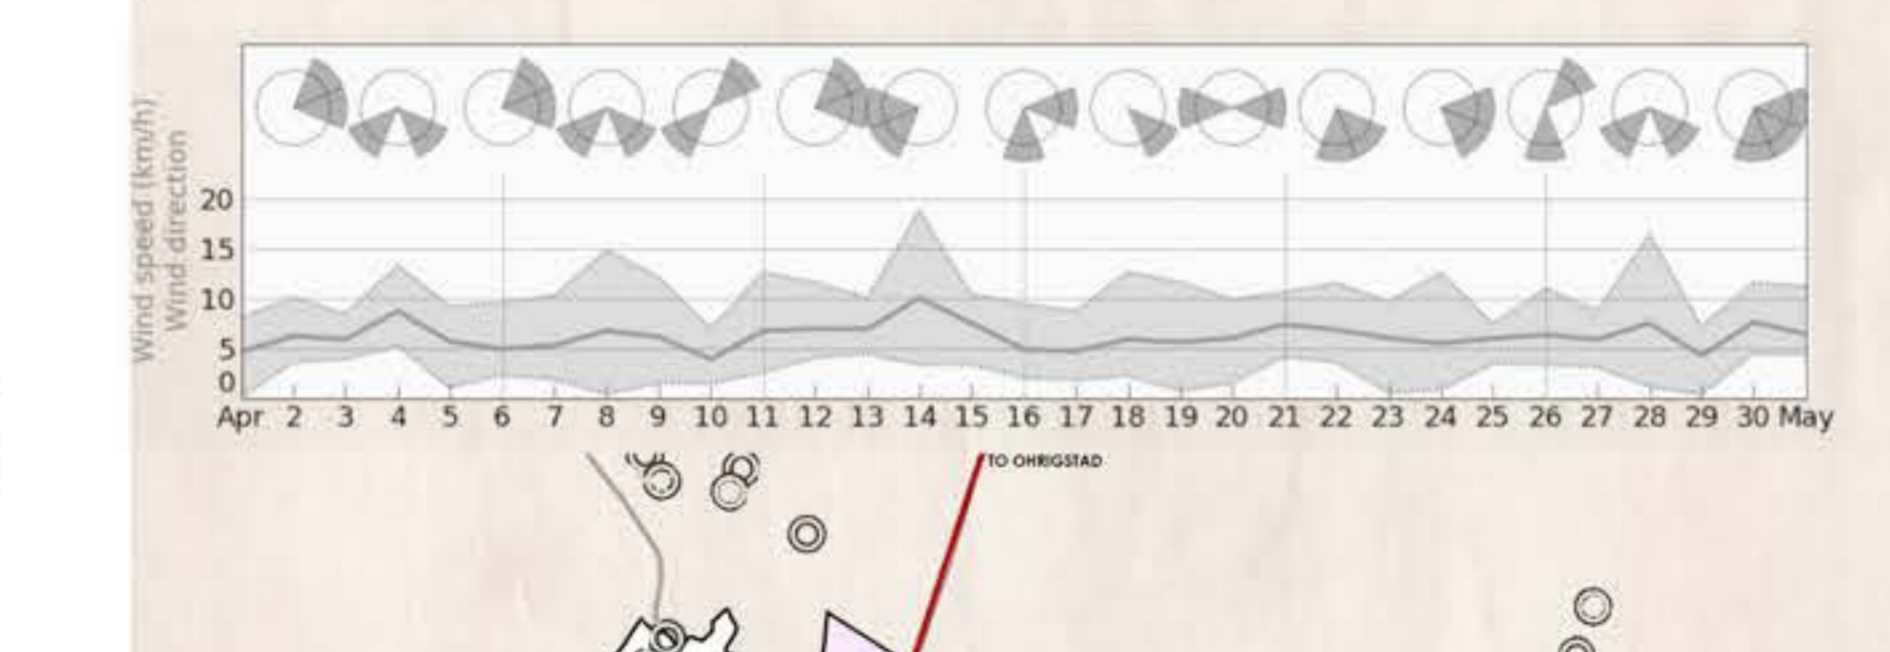 Wind speed (km/h)
Wind direction
20
15
10
5
0
Apr 2 3 4 5 6 7 8 9 10 11 12 13 14 15 16 17 18 19 20 21 22 23 24 25 26 27 28 29 30 May
TO OHRIGSTAD